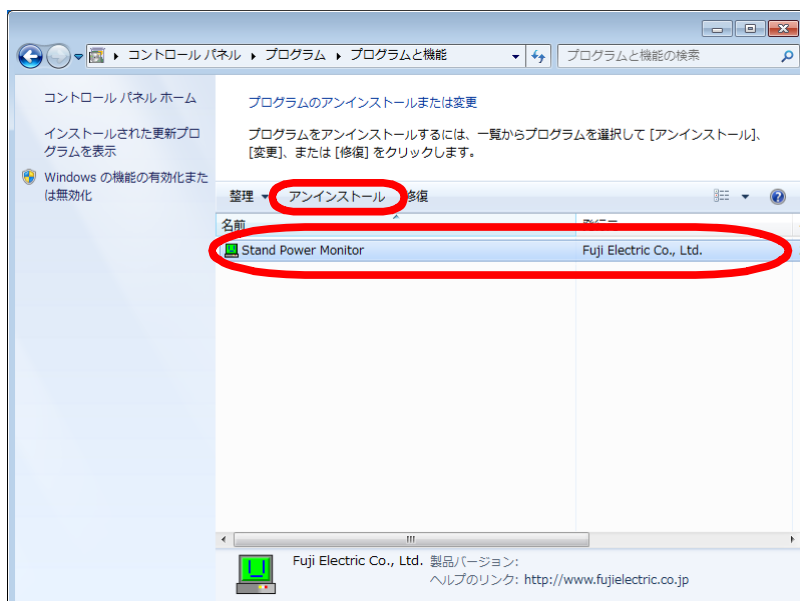 コントロール パネル ▸ プログラム ▸ プログラムと機能
プログラムと機能の検索
コントロール パネル ホーム
インストールされた更新プロ
グラムを表示
Windows の機能の有効化また
は無効化
プログラムのアンインストールまたは変更
プログラムをアンインストールするには、一覧からプログラムを選択して [アンインストール]、
[変更]、または [修復] をクリックします。
整理 アンインストール 修復
名前
Stand Power Monitor Fuji Electric Co., Ltd.
Fuji Electric Co., Ltd. 製品バージョン:
ヘルプのリンク: http://www.fujielectric.co.jp